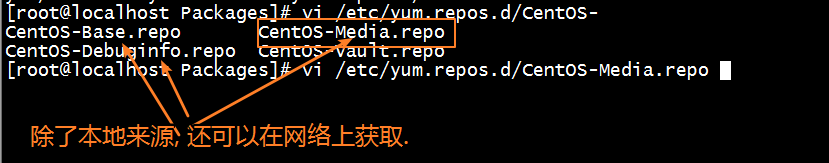 [root@localhost Packages]# vi /etc/yum.repos.d/CentOS-
CentOS-Base.repo CentOS-Media.repo
CentOS-Debuginfo.repo CentOS-Vault.repo
[root@localhost Packages]# vi /etc/yum.repos.d/CentOS-Media.repo
除了本地来源; 还可以在网络上获取.